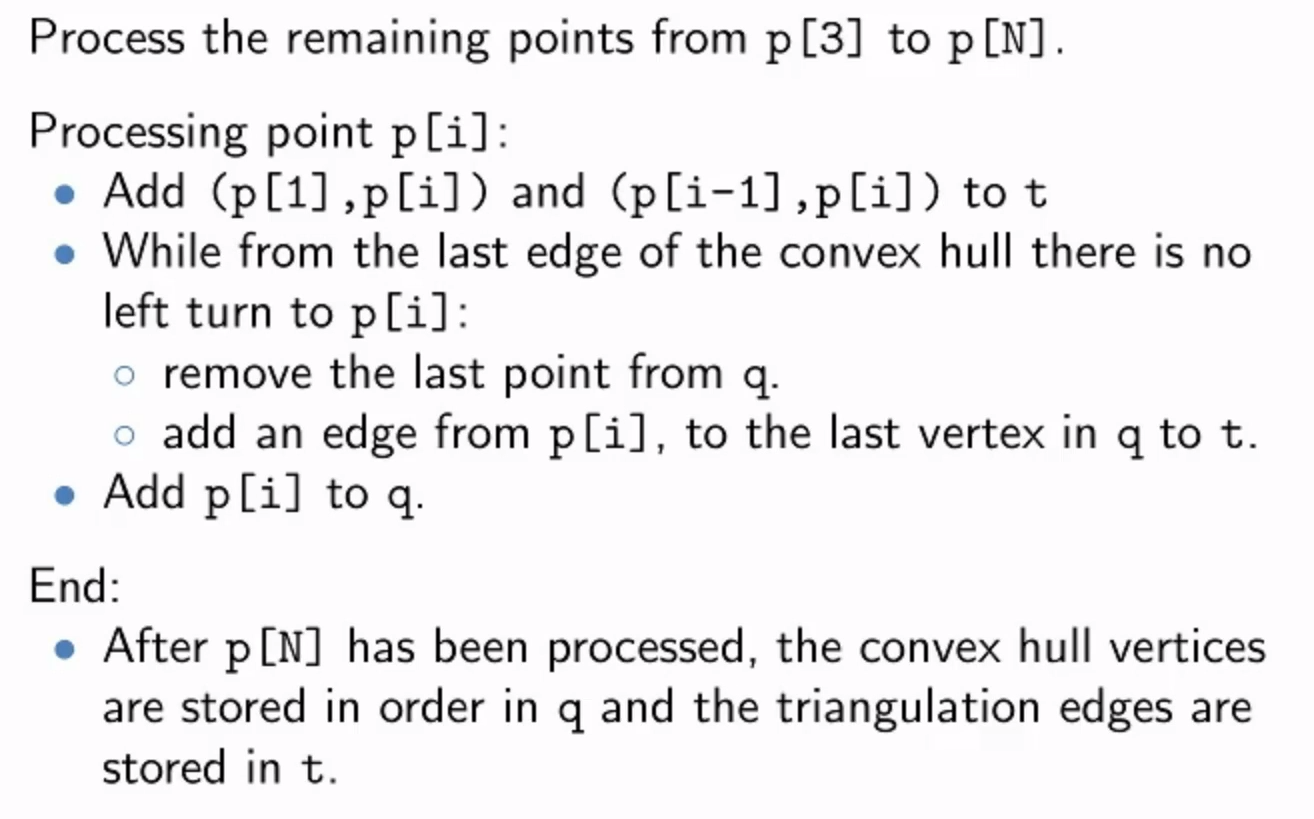 Process the remaining points from p[3] to p[N].
Processing point p[i]:
• Add (p[1],p[i]) and (p[i-1],p[i]) to t
• While from the last edge of the convex hull there is no
left turn to p[i]:
○ remove the last point from q.
○ add an edge from p[i], to the last vertex in q to t.
• Add p[i] to q.
End:
• After p[N] has been processed, the convex hull vertices
are stored in order in q and the triangulation edges are
stored in t.